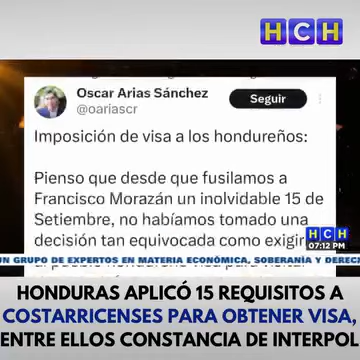 HCH
Oscar Arias Sánchez
@oariascr
Seguir
Imposición de visa a los hondureños:
Pienso que desde que fusilamos a
Francisco Morazán un inolvidable 15 de
Setiembre, no habíamos tomado una
decisión tan equivocada como exigir
HCH
07:12 PM
UN GRUPO DE EXPERTOS EN MATERIA ECONÓMICA, SOBERANÍA Y DEREC
HONDURAS APLICÓ 15 REQUISITOS A
COSTARRICENSES PARA OBTENER VISA,
ENTRE ELLOS CONSTANCIA DE INTERPOL